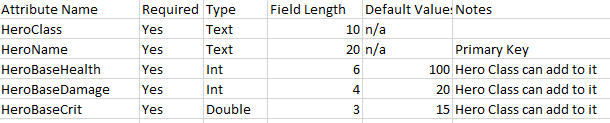 Attribute Name Required Type Field Length Default Values Notes
HeroClass Yes Text 10 n/a
HeroName Yes Text 20 n/a Primary Key
HeroBaseHealth Yes Int 6 100 Hero Class can add to it
HeroBaseDamage Yes Int 4 20 Hero Class can add to it
HeroBaseCrit Yes Double 3 15 Hero Class can add to it